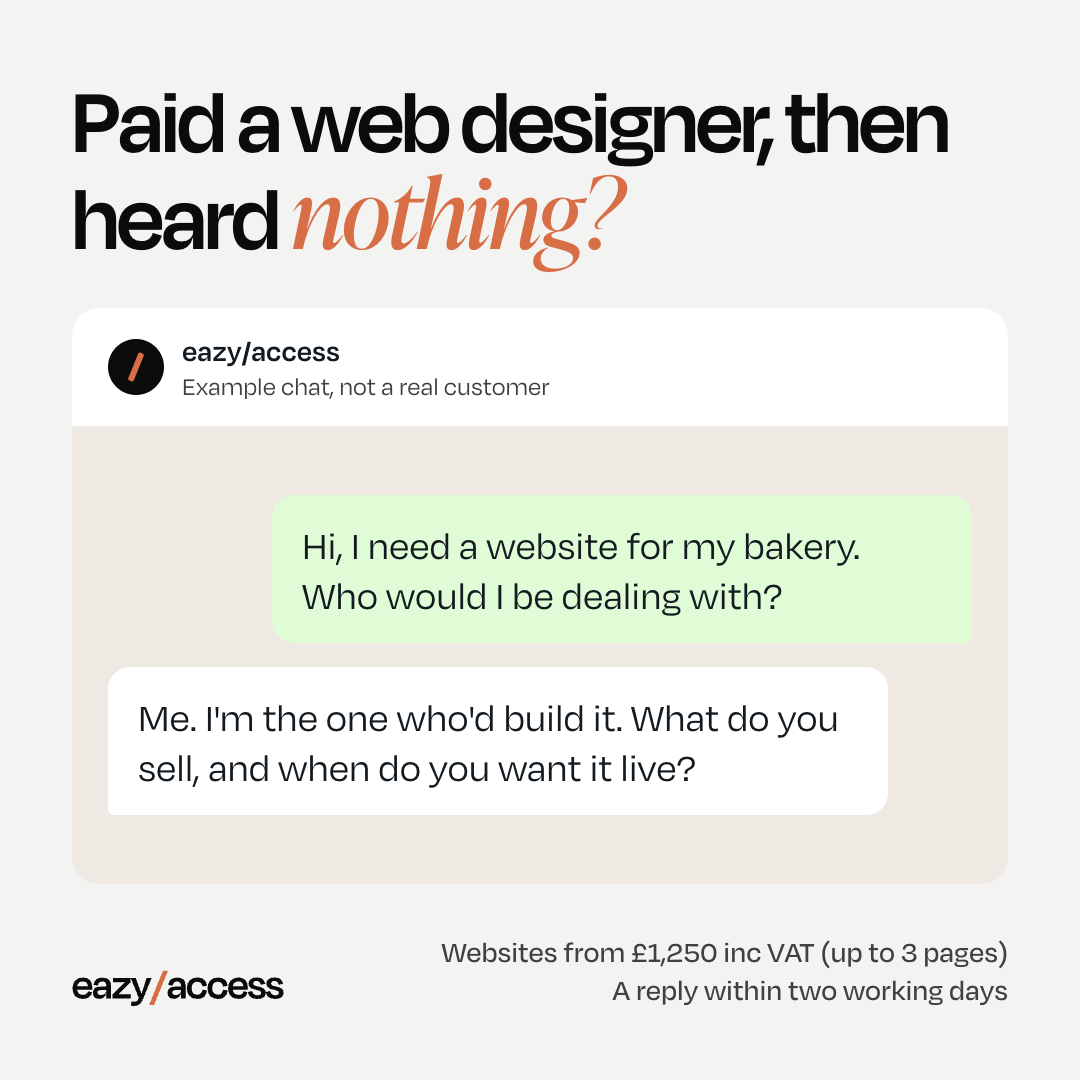 Paid a web designer, then
heard nothing?
eazy/access
Example chat, not a real customer
Hi, I need a website for my bakery.
Who would I be dealing with?
Me. I'm the one who'd build it. What do you
sell, and when do you want it live?
Websites from £1,250 inc VAT (up to 3 pages)
eazy/access
A reply within two working days